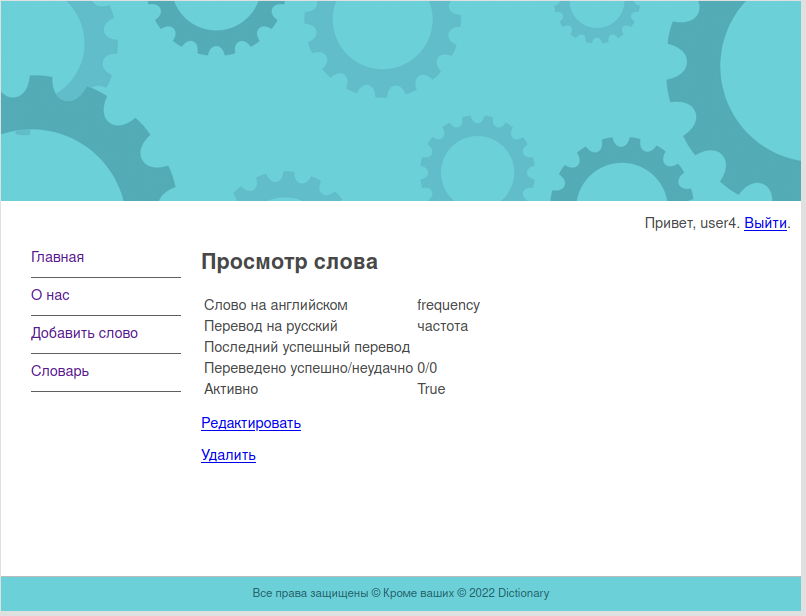 Привет, user4. Выйти.
Главная
О нас
Добавить слово
Словарь
Просмотр слова
Слово на английском frequency
Перевод на русский частота
Последний успешный перевод
Переведено успешно/неудачно 0/0
Активно True
Редактировать
Удалить
Все права защищены © Кроме ваших © 2022 Dictionary